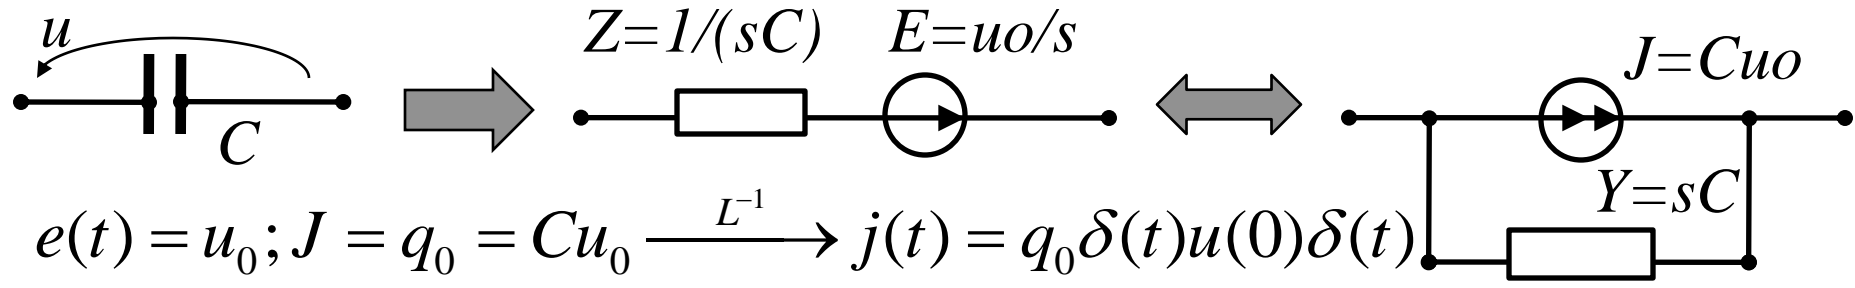 u
C
Z=1/(sC)
E=uo/s
J=Cuo
Y=sC
e(t) = u₀; J = q₀ = Cu₀ —L⁻¹→ j(t) = q₀δ(t)u(0)δ(t)